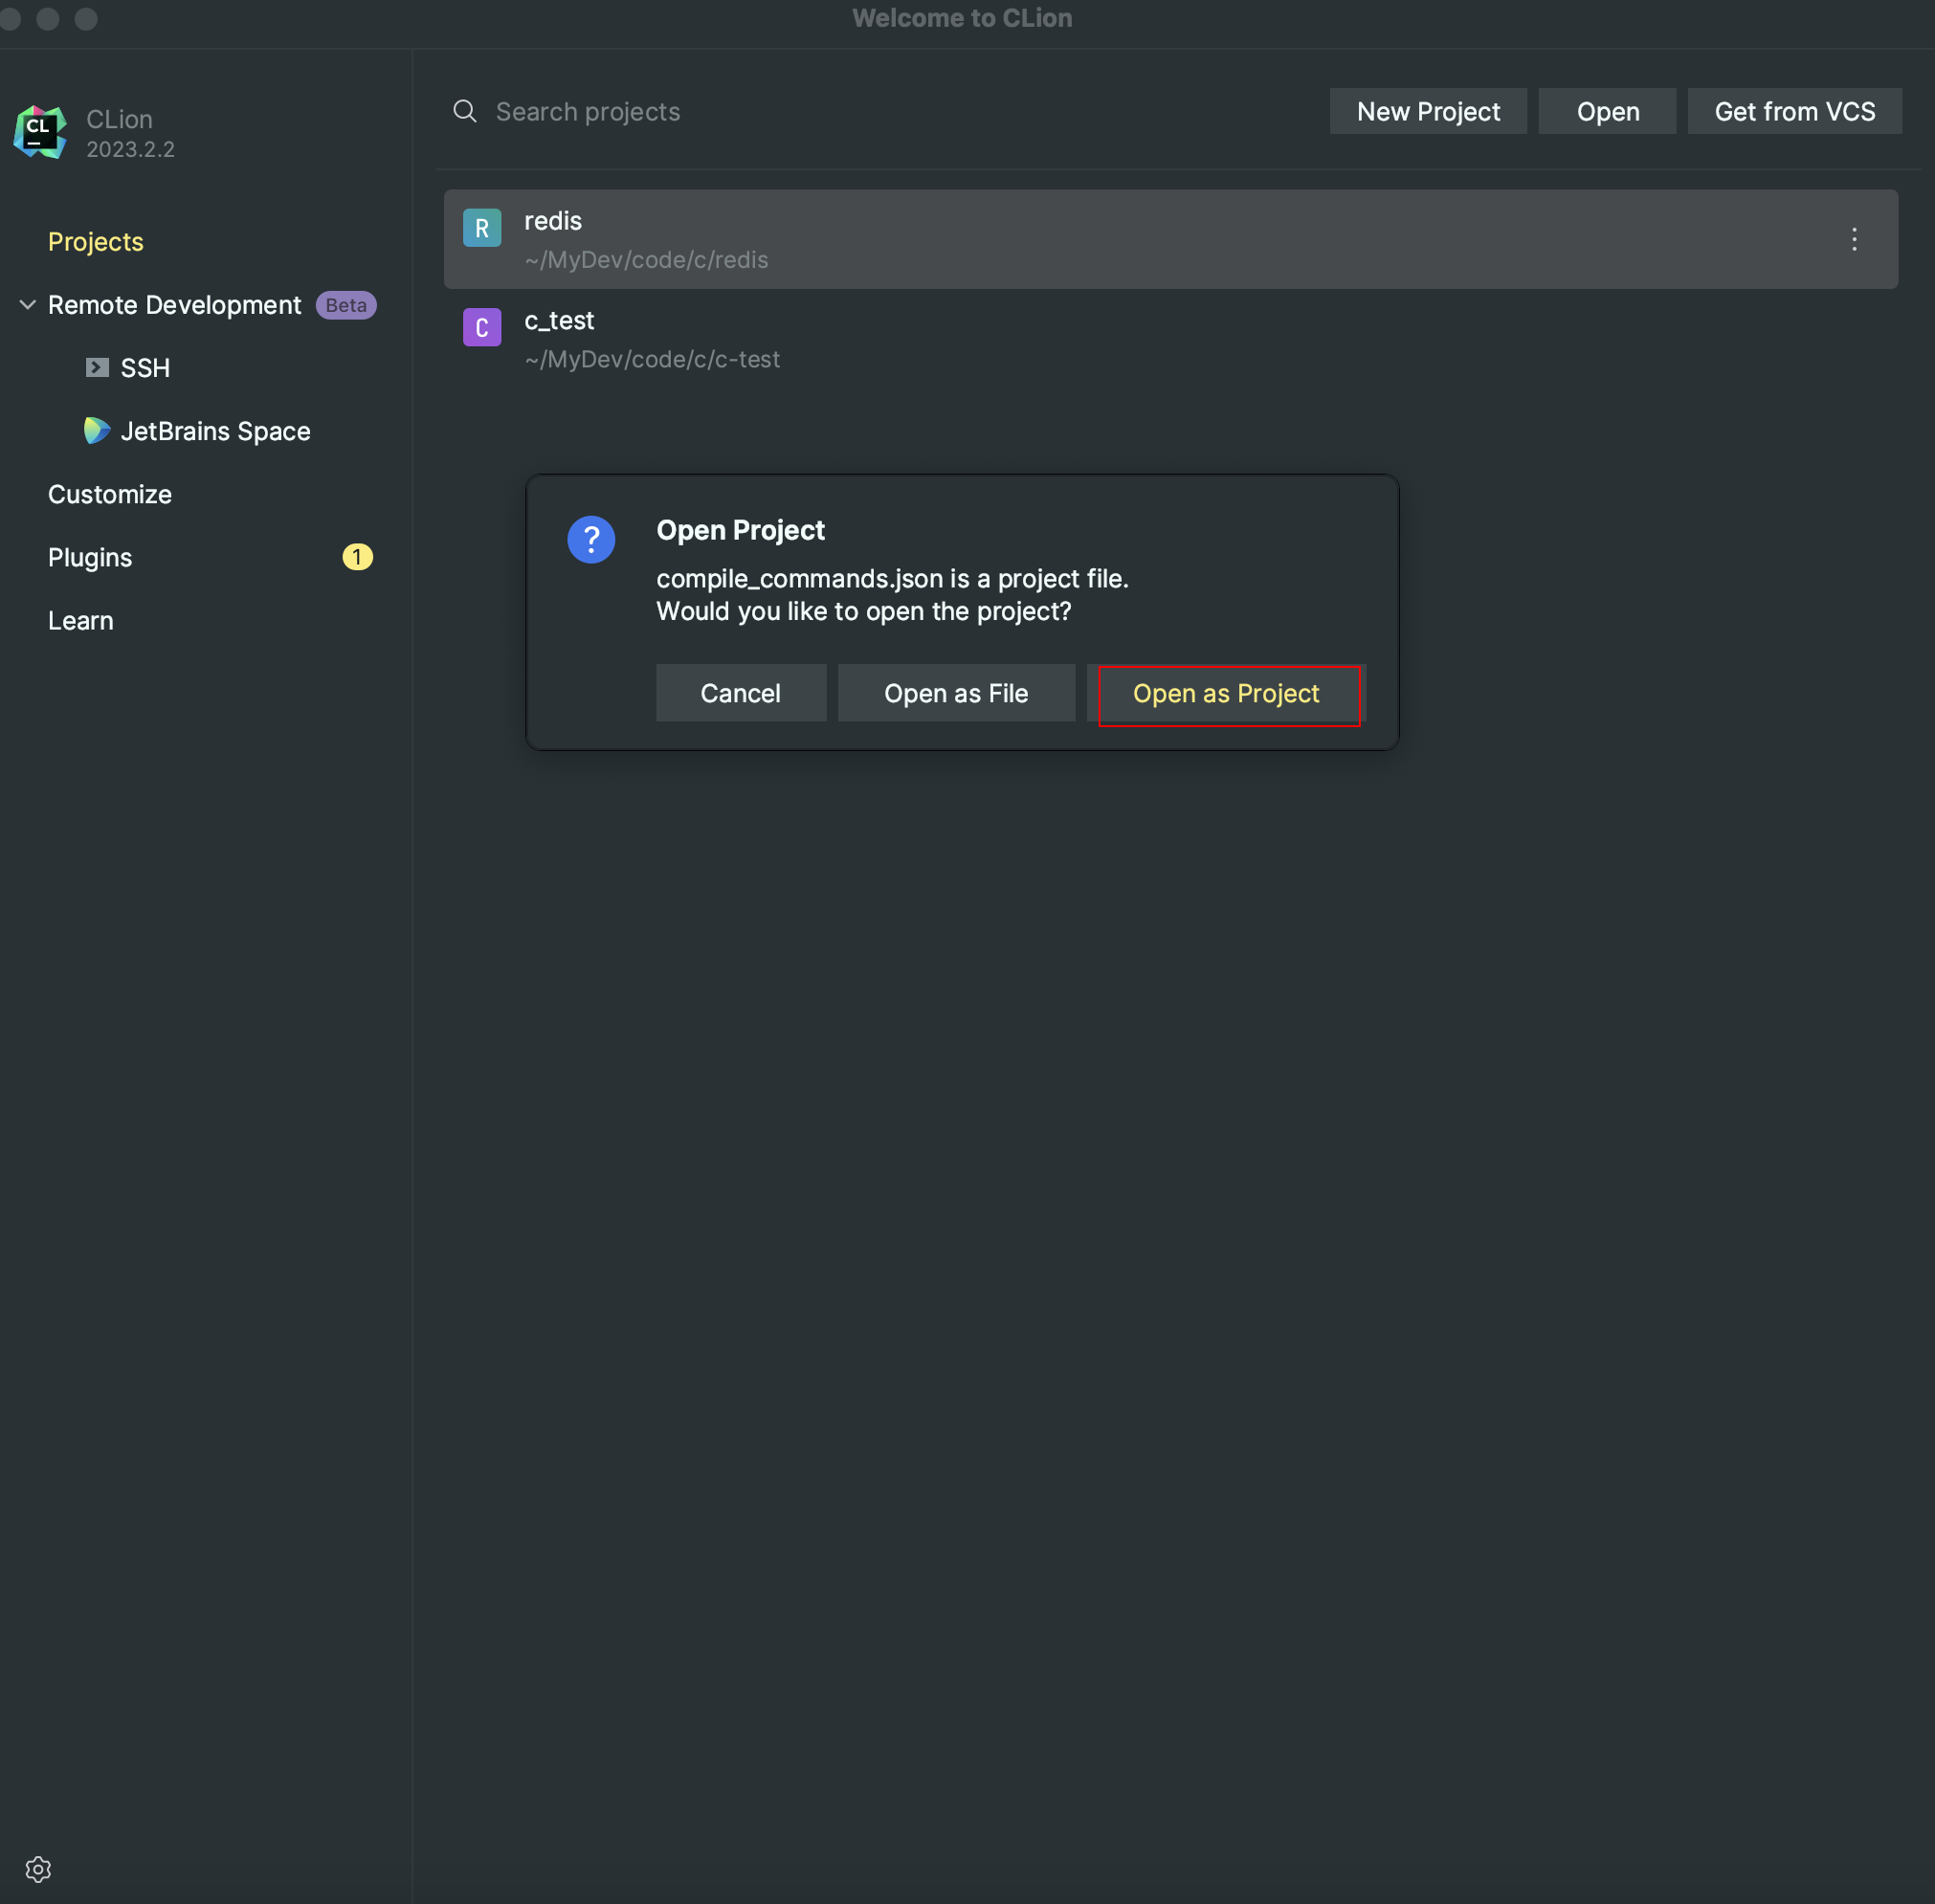 Welcome to CLion
CL
CLion
2023.2.2
Projects
Remote Development Beta
SSH
JetBrains Space
Customize
Plugins 1
Learn
Search projects
New Project
Open
Get from VCS
R
redis
~/MyDev/code/c/redis
C
c_test
~/MyDev/code/c/c-test
?
Open Project
compile_commands.json is a project file.
Would you like to open the project?
Cancel
Open as File
Open as Project